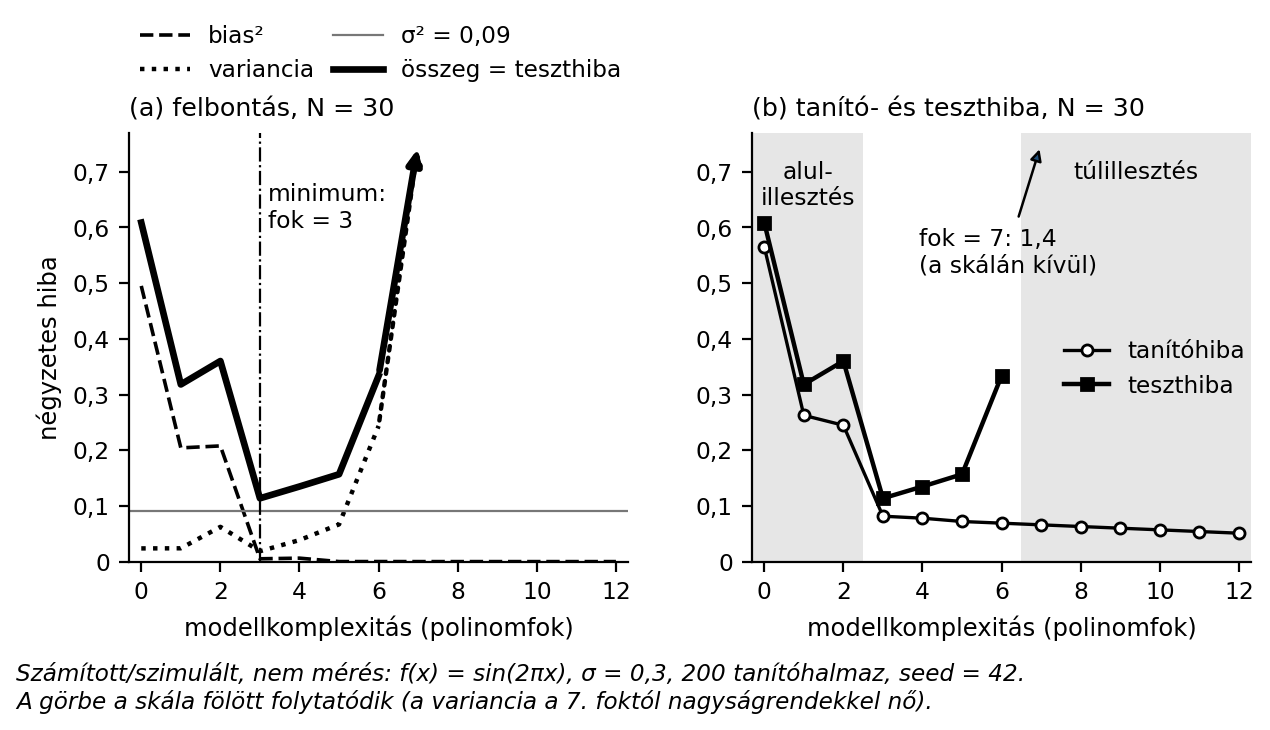 bias²
variancia
σ² = 0,09
összeg = teszthiba
(a) felbontás, N = 30
négyzetes hiba
0,7
0,6
0,5
0,4
0,3
0,2
0,1
0
minimum:
fok = 3
0 2 4 6 8 10 12
modellkomplexitás (polinomfok)
(b) tanító- és teszthiba, N = 30
0,7
0,6
0,5
0,4
0,3
0,2
0,1
0
alul-
illesztés
túlillesztés
fok = 7: 1,4
(a skálán kívül)
tanítóhiba
teszthiba
0 2 4 6 8 10 12
modellkomplexitás (polinomfok)
Számított/szimulált, nem mérés: f(x) = sin(2πx), σ = 0,3, 200 tanítóhalmaz, seed = 42.
A görbe a skála fölött folytatódik (a variancia a 7. foktól nagyságrendekkel nő).